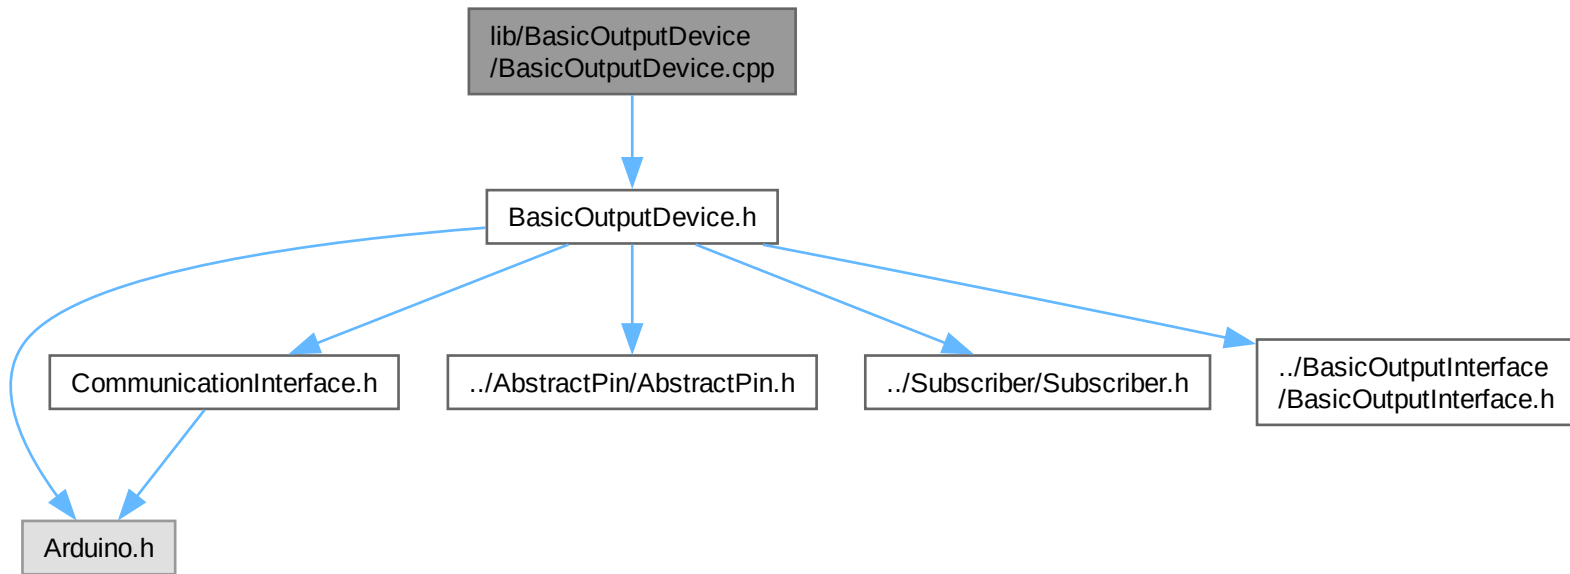 lib/BasicOutputDevice
/BasicOutputDevice.cpp
BasicOutputDevice.h
CommunicationInterface.h
../AbstractPin/AbstractPin.h
../Subscriber/Subscriber.h
../BasicOutputInterface
/BasicOutputInterface.h
Arduino.h